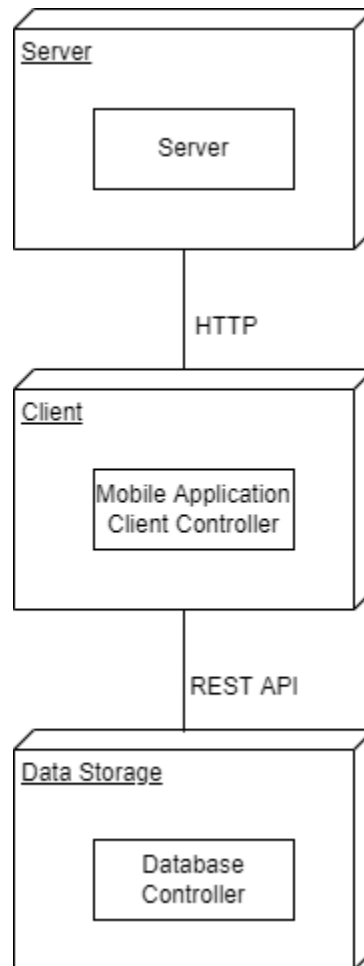 Server
Server
HTTP
Client
Mobile Application
Client Controller
REST API
Data Storage
Database
Controller